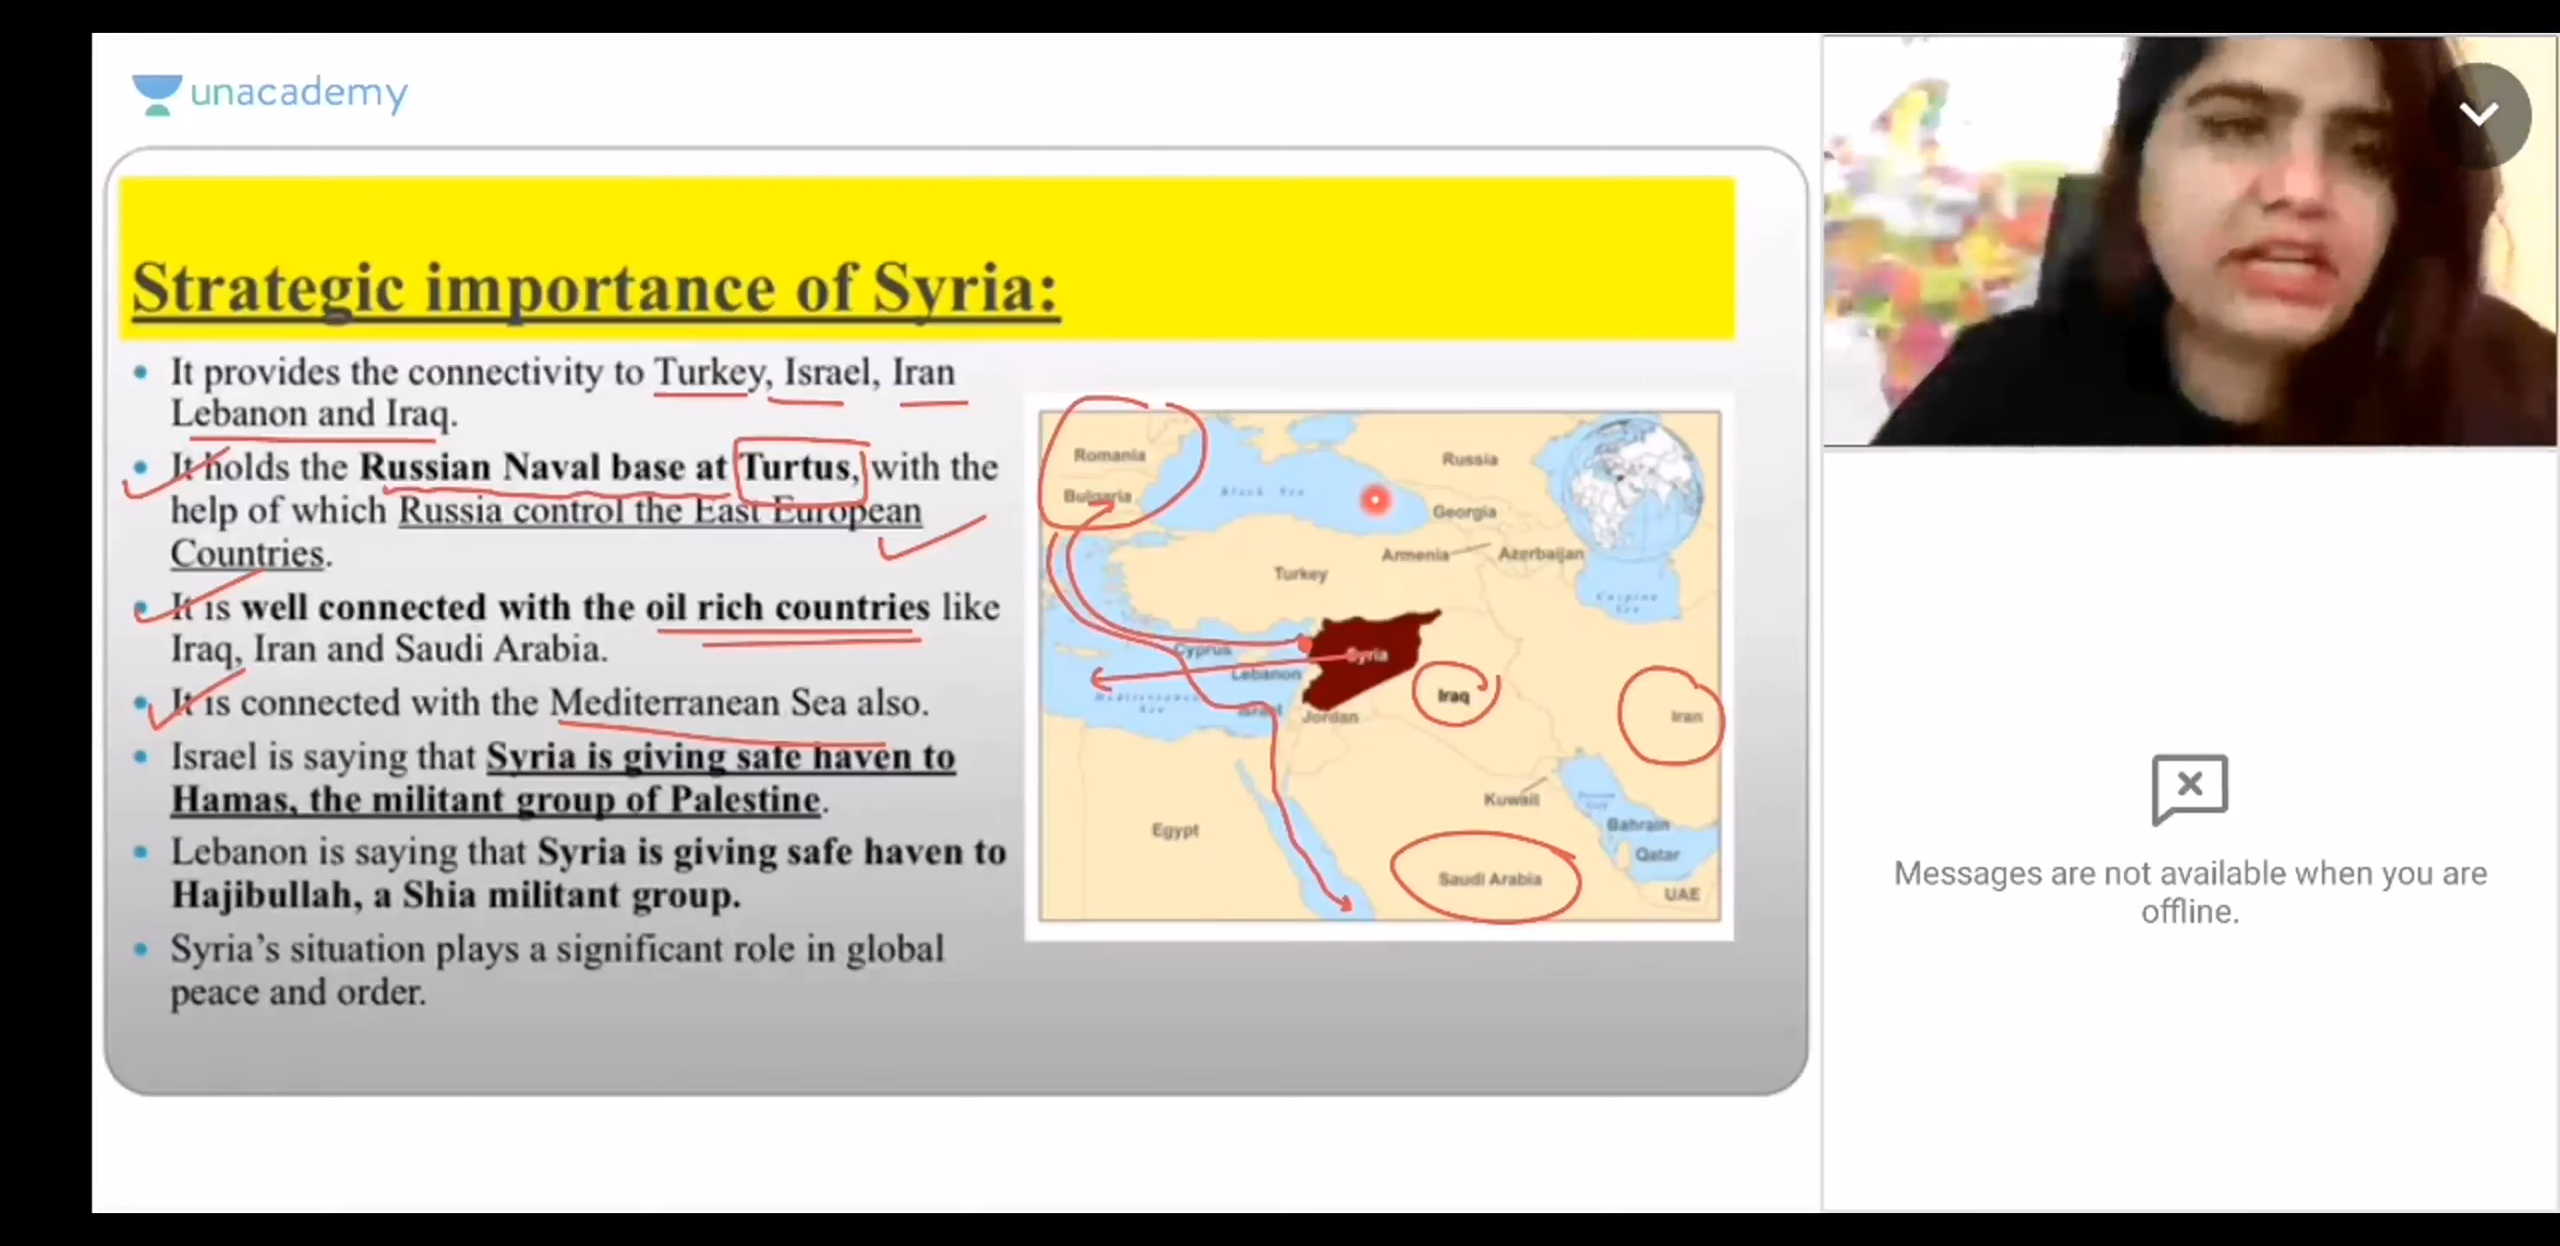 unacademy
Strategic importance of Syria:
• It provides the connectivity to Turkey, Israel, Iran
Lebanon and Iraq.
• It holds the Russian Naval base at Turtus, with the
help of which Russia control the East European
Countries.
• It is well connected with the oil rich countries like
Iraq, Iran and Saudi Arabia.
• It is connected with the Mediterranean Sea also.
• Israel is saying that Syria is giving safe haven to
Hamas, the militant group of Palestine.
• Lebanon is saying that Syria is giving safe haven to
Hajibullah, a Shia militant group.
• Syria's situation plays a significant role in global
peace and order.
Romania
Russia
Bulgaria
Black Sea
Georgia
Armenia
Azerbaijan
Turkey
Caspian
Sea
Cyprus
Syria
Lebanon
Iraq
Mediterranean
Sea
Israel
Jordan
Iran
Kuwait
Egypt
Bahrain
Qatar
Saudi Arabia
UAE
Messages are not available when you are
offline.